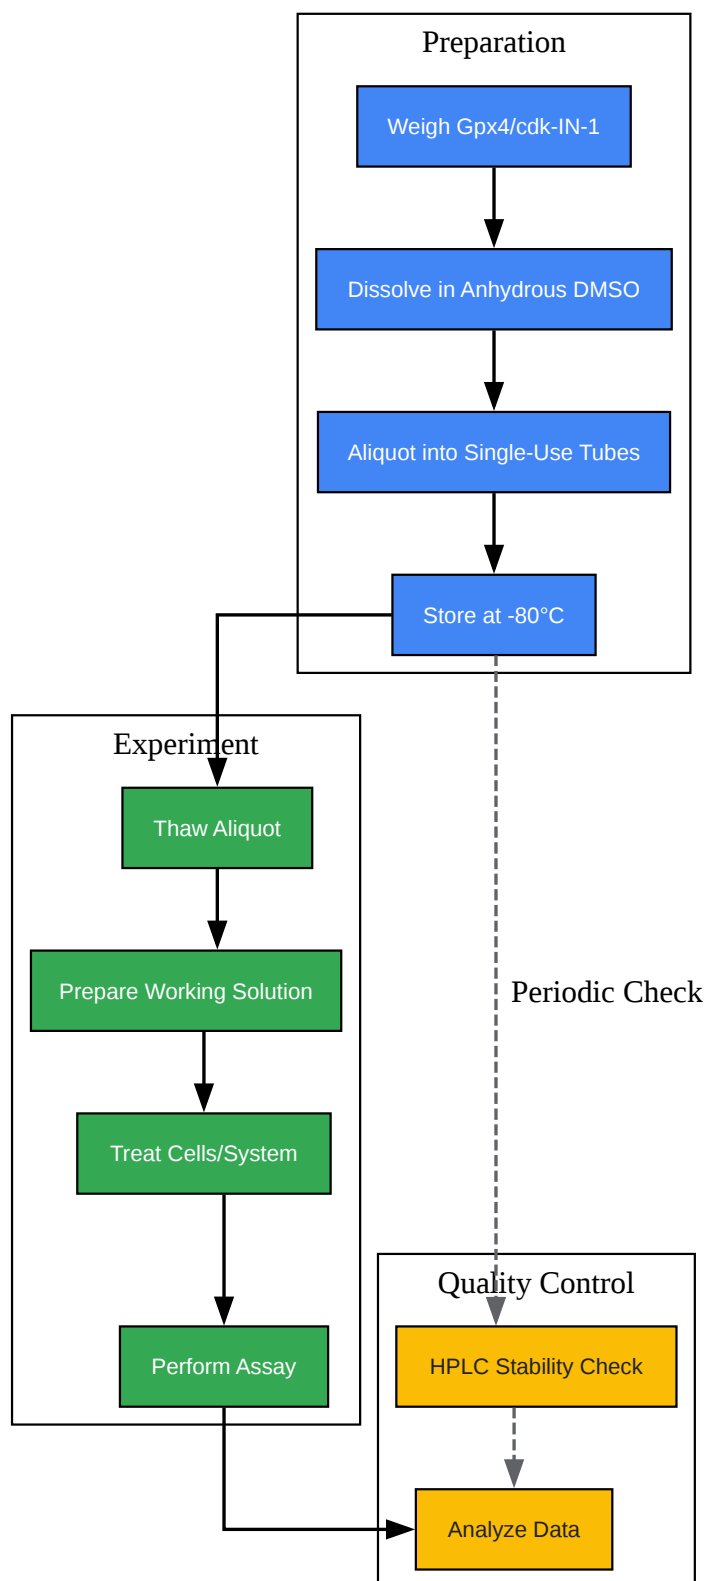 Preparation
Weigh Gpx4/cdk-IN-1
Dissolve in Anhydrous DMSO
Aliquot into Single-Use Tubes
Store at -80°C
Experiment
Thaw Aliquot
Prepare Working Solution
Periodic Check
Treat Cells/System
Quality Control
Perform Assay
HPLC Stability Check
Analyze Data